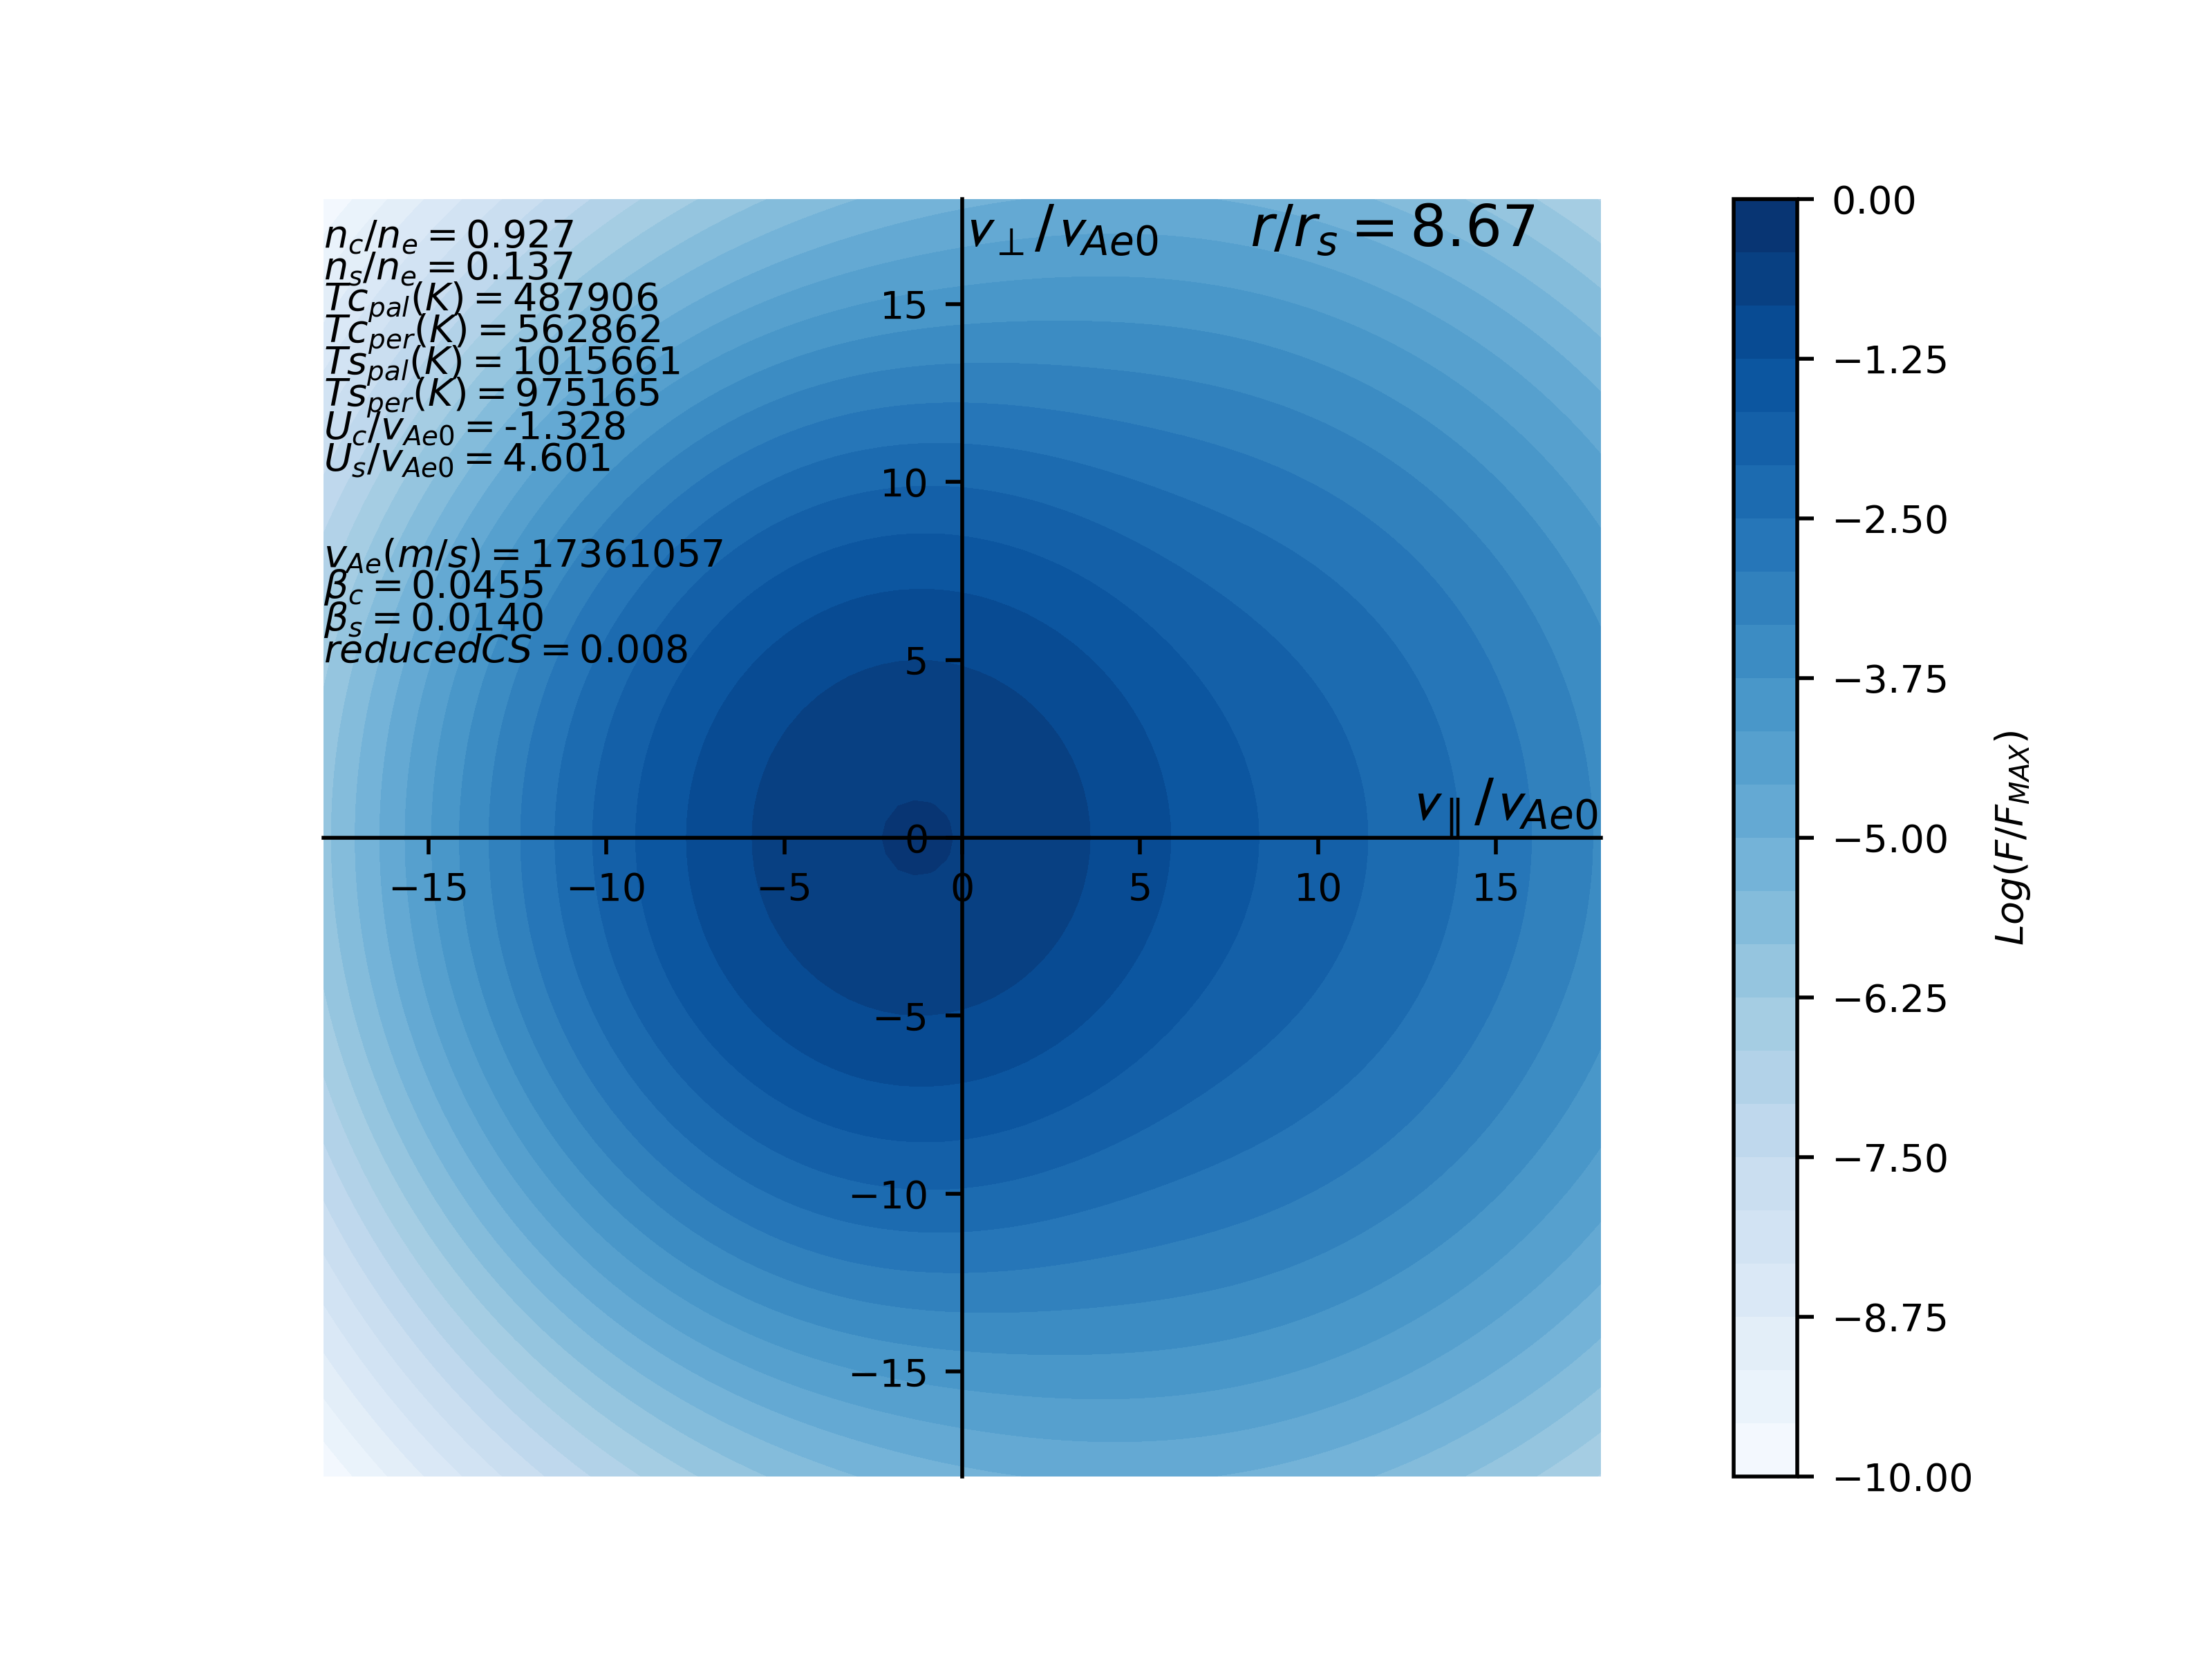 n_c/n_e = 0.927
n_s/n_e = 0.137
Tc_pal(K) = 487906
Tc_per(K) = 562862
Ts_pal(K) = 1015661
Ts_per(K) = 975165
U_c/v_Ae0 = -1.328
U_s/v_Ae0 = 4.601
v_Ae(m/s) = 17361057
β_c = 0.0455
β_s = 0.0140
reducedCS = 0.008
v_⊥/v_Ae0
r/r_s = 8.67
15
10
5
0
−5
−10
−15
v_∥/v_Ae0
−15 −10 −5 0 5 10 15
0.00
−1.25
−2.50
−3.75
−5.00
−6.25
−7.50
−8.75
−10.00
Log(F/F_MAX)